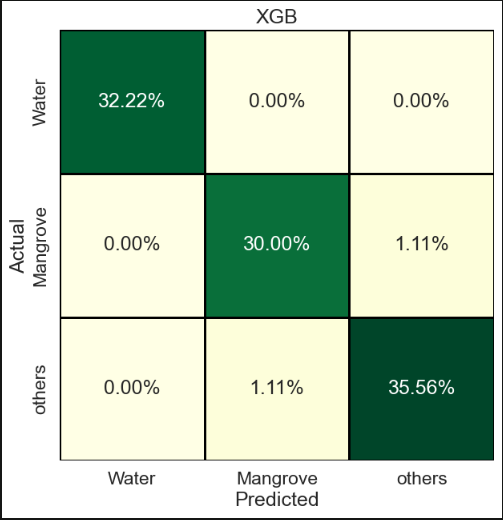 XGB
Water
32.22%
0.00%
0.00%
Actual
Mangrove
0.00%
30.00%
1.11%
others
0.00%
1.11%
35.56%
Water
Mangrove
others
Predicted